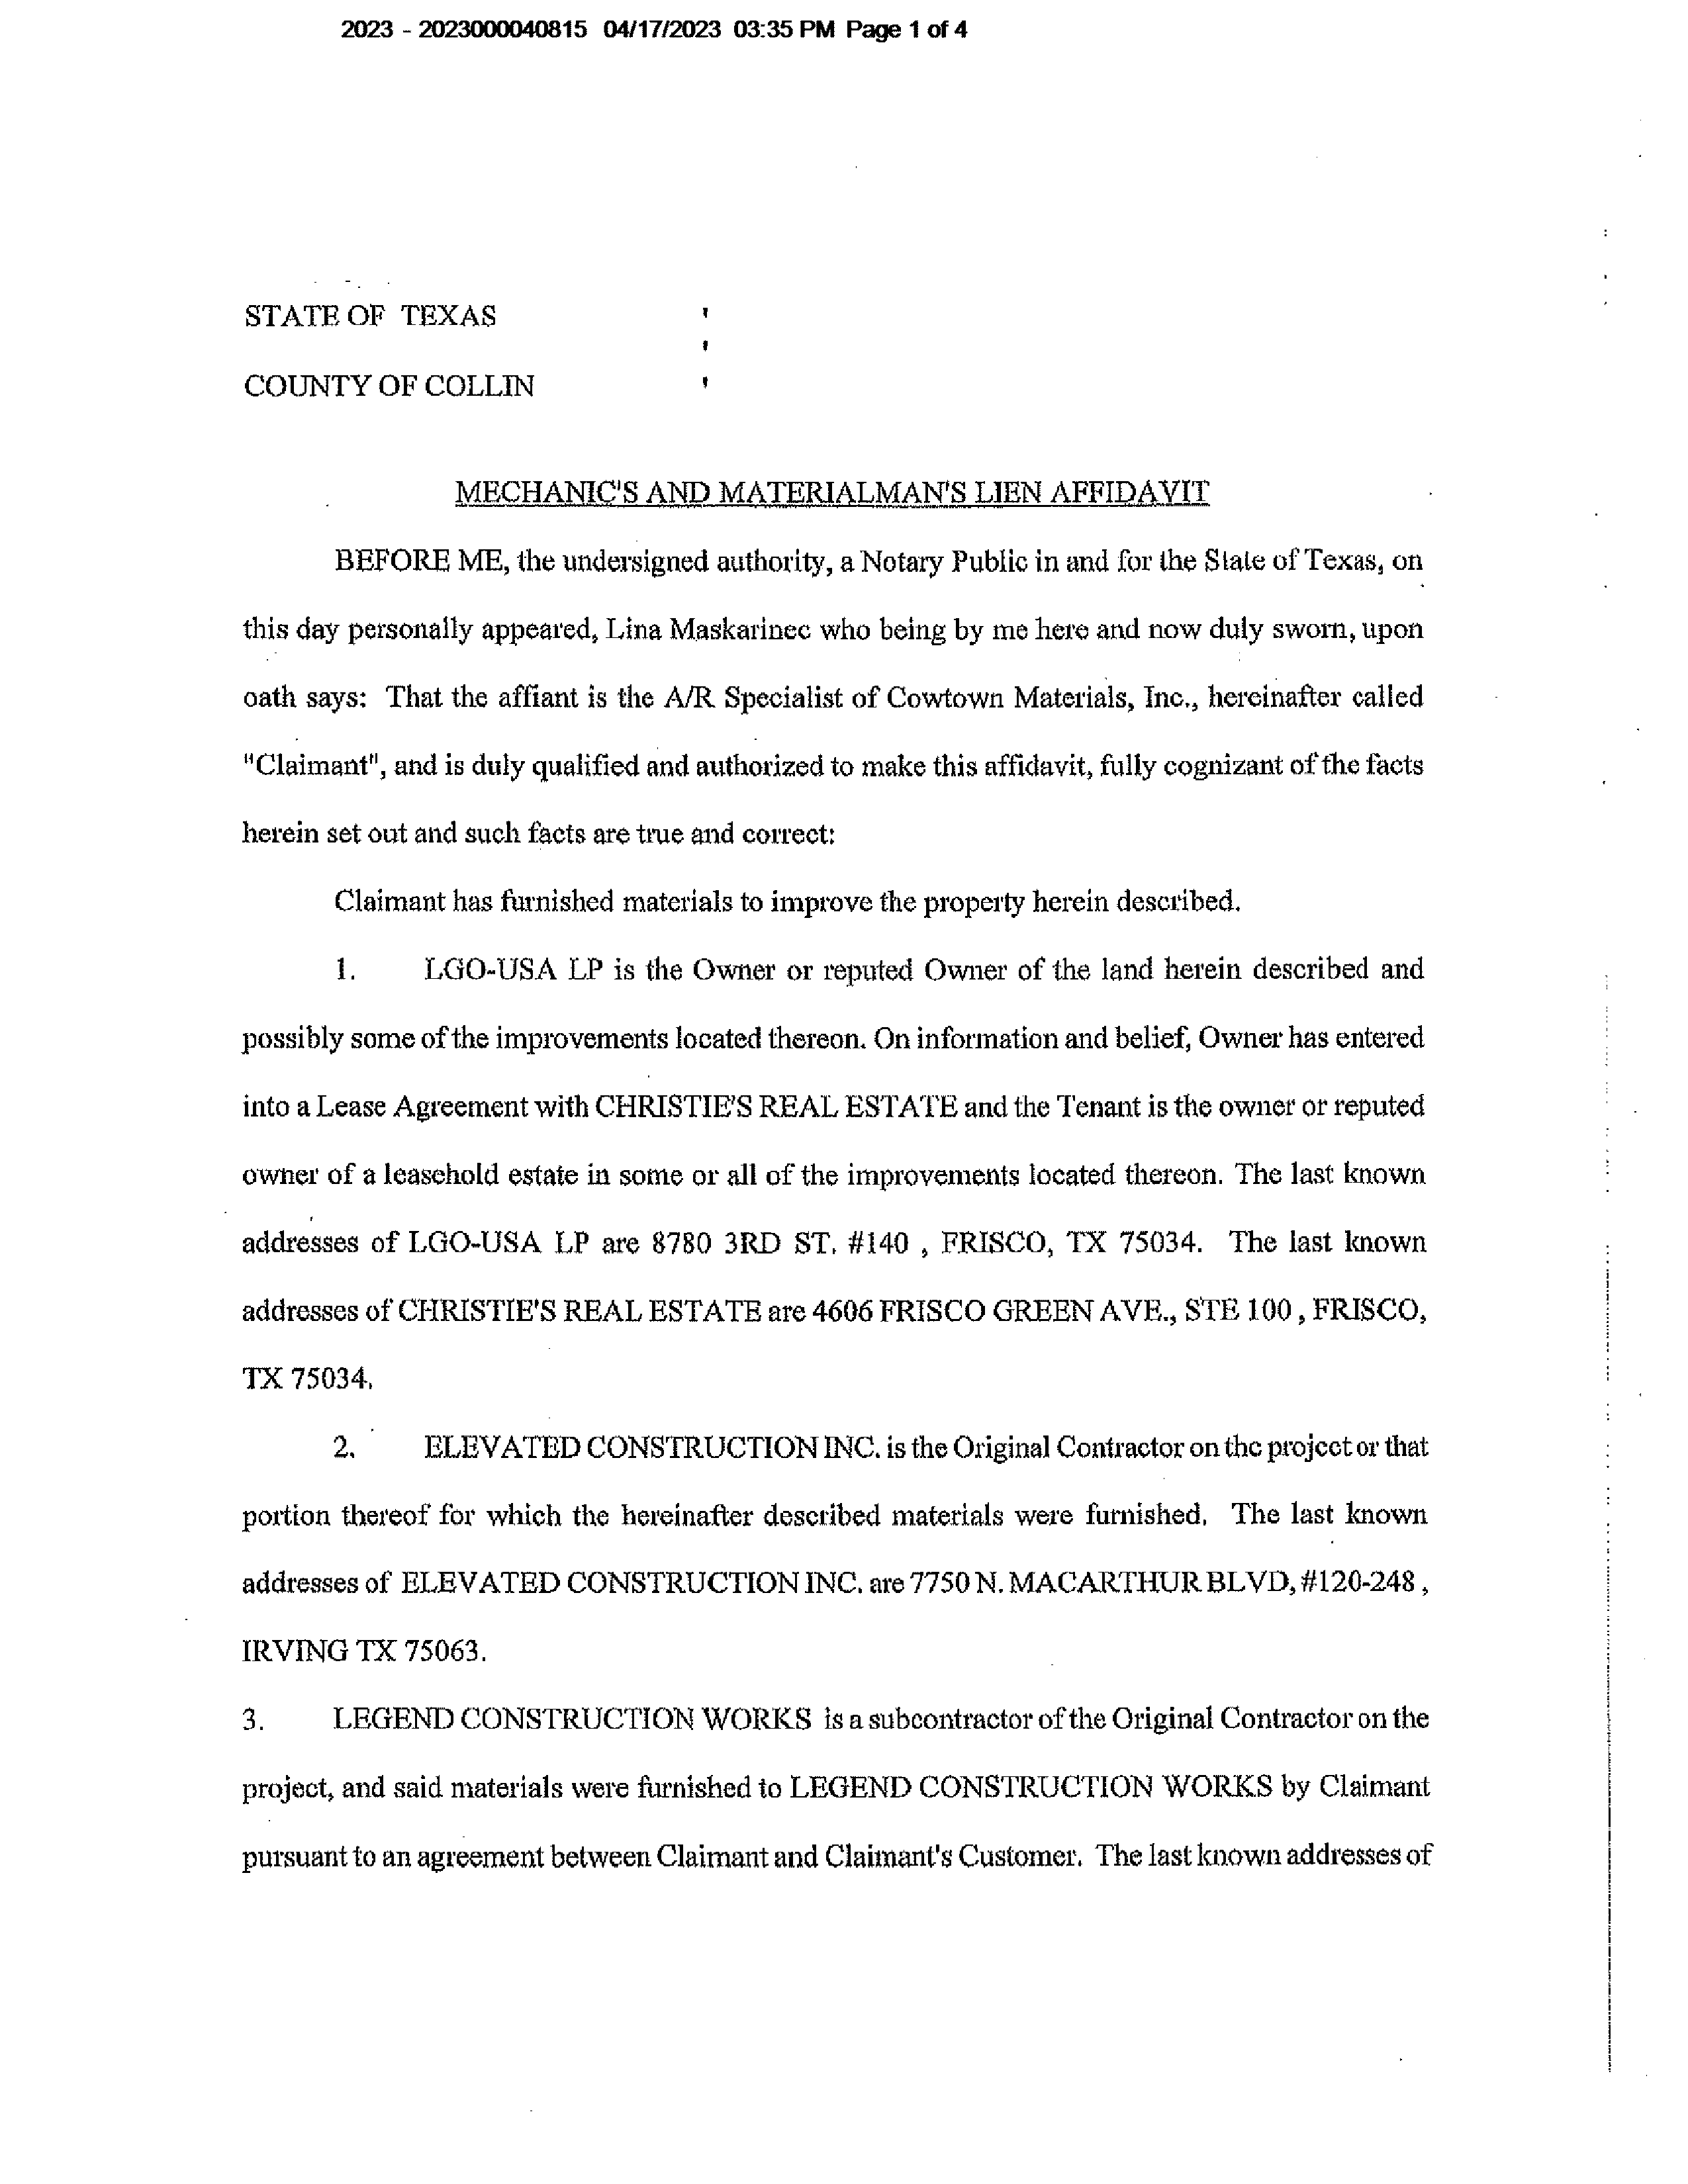 2023 - 2023000040815 04/17/2023 03:35 PM Page 1 of 4
STATE OF TEXAS '
'
COUNTY OF COLLIN '
MECHANIC'S AND MATERIALMAN'S LIEN AFFIDAVIT
BEFORE ME, the undersigned authority, a Notary Public in and for the State of Texas, on
this day personally appeared, Lina Maskarinec who being by me here and now duly sworn, upon
oath says: That the affiant is the A/R Specialist of Cowtown Materials, Inc., hereinafter called
"Claimant", and is duly qualified and authorized to make this affidavit, fully cognizant of the facts
herein set out and such facts are true and correct:
Claimant has furnished materials to improve the property herein described.
1. LGO-USA LP is the Owner or reputed Owner of the land herein described and
possibly some of the improvements located thereon. On information and belief, Owner has entered
into a Lease Agreement with CHRISTIE'S REAL ESTATE and the Tenant is the owner or reputed
owner of a leasehold estate in some or all of the improvements located thereon. The last known
addresses of LGO-USA LP are 8780 3RD ST. #140 , FRISCO, TX 75034. The last known
addresses of CHRISTIE'S REAL ESTATE are 4606 FRISCO GREEN AVE., STE 100 , FRISCO,
TX 75034.
2. ELEVATED CONSTRUCTION INC. is the Original Contractor on the project or that
portion thereof for which the hereinafter described materials were furnished. The last known
addresses of ELEVATED CONSTRUCTION INC. are 7750 N. MACARTHUR BLVD, #120-248 ,
IRVING TX 75063.
3. LEGEND CONSTRUCTION WORKS is a subcontractor of the Original Contractor on the
project, and said materials were furnished to LEGEND CONSTRUCTION WORKS by Claimant
pursuant to an agreement between Claimant and Claimant's Customer. The last known addresses of